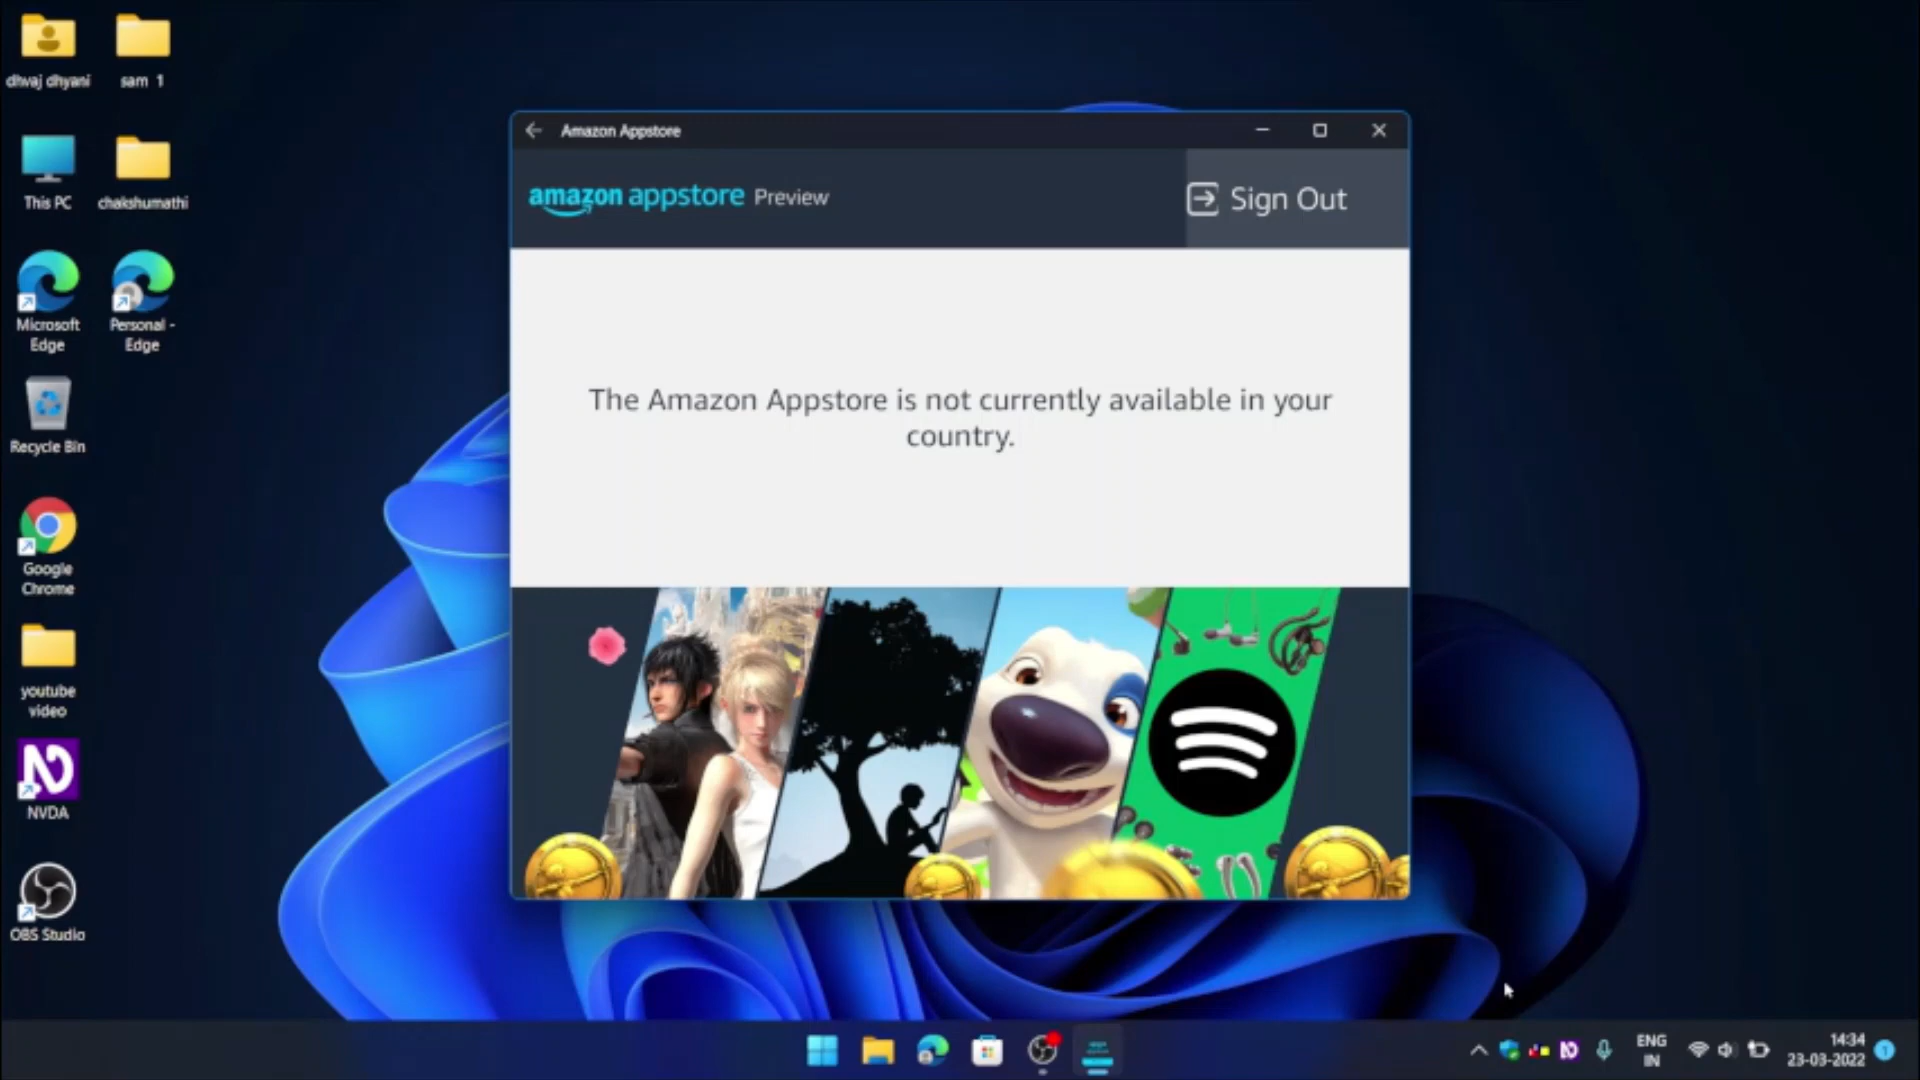 dhvaj dhyani
sam 1
This PC
chakshumathi
Microsoft
Edge
Personal -
Edge
Recycle Bin
Google
Chrome
youtube
video
NVDA
OBS Studio
Amazon Appstore
amazon appstore Preview
Sign Out
The Amazon Appstore is not currently available in your
country.
ENG
IN
14:34
23-03-2022
1